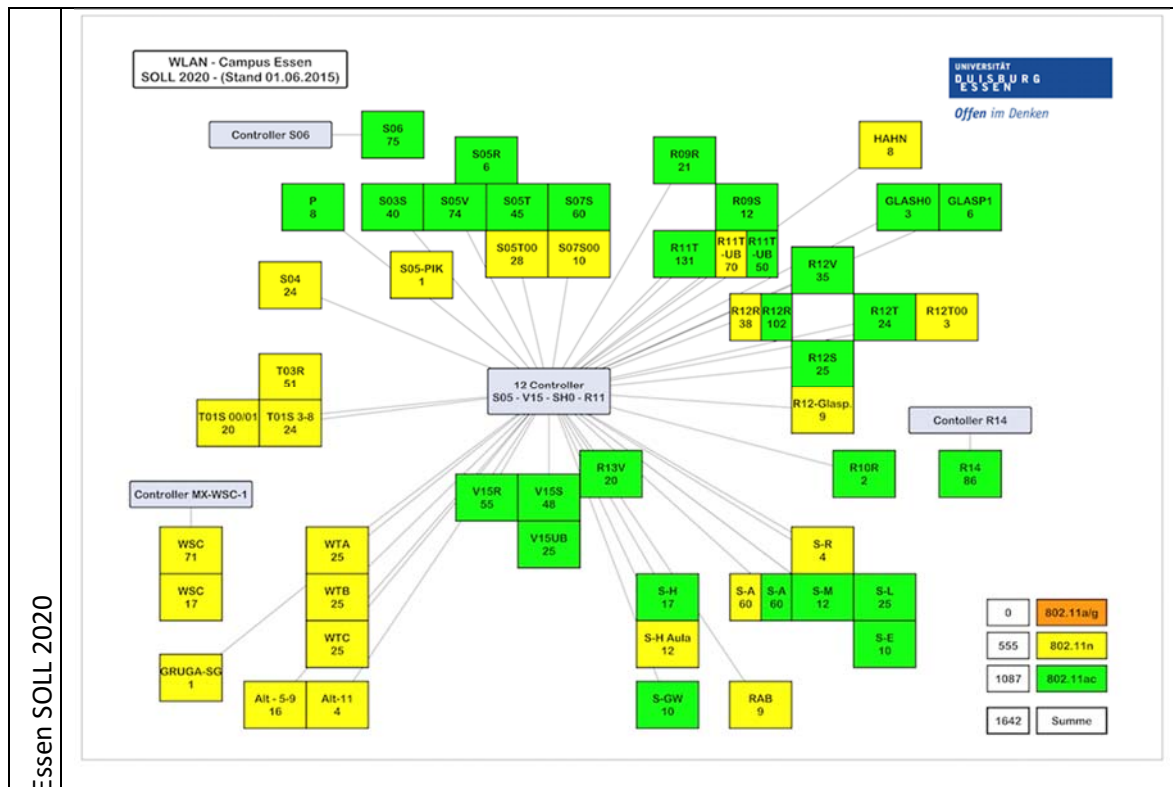 WLAN - Campus Essen
SOLL 2020 - (Stand 01.06.2015)
UNIVERSITÄT
DUISBURG
ESSEN
Offen im Denken
Controller S06
S06
75
S05R
6
R09R
21
HAHN
8
P
8
S03S
40
S05V
74
S05T
45
S07S
60
R09S
12
GLASH0
3
GLASP1
6
S05T00
28
S07S00
10
R11T
131
R11T
-UB
70
R11T
-UB
50
S05-PIK
1
R12V
35
S04
24
R12R
38
R12R
102
R12T
24
R12T00
3
R12S
25
T03R
51
12 Controller
S05 - V15 - SH0 - R11
R12-Glasp.
9
T01S 00/01
20
T01S 3-8
24
Contoller R14
R13V
20
R10R
2
R14
86
Controller MX-WSC-1
V15R
55
V15S
48
V15UB
25
WSC
71
WSC
17
WTA
25
WTB
25
WTC
25
S-R
4
S-H
17
S-A
60
S-A
60
S-M
12
S-L
25
S-H Aula
12
S-E
10
GRUGA-SG
1
Alt - 5-9
16
Alt-11
4
S-GW
10
RAB
9
0 802.11a/g
555 802.11n
1087 802.11ac
1642 Summe
Essen SOLL 2020